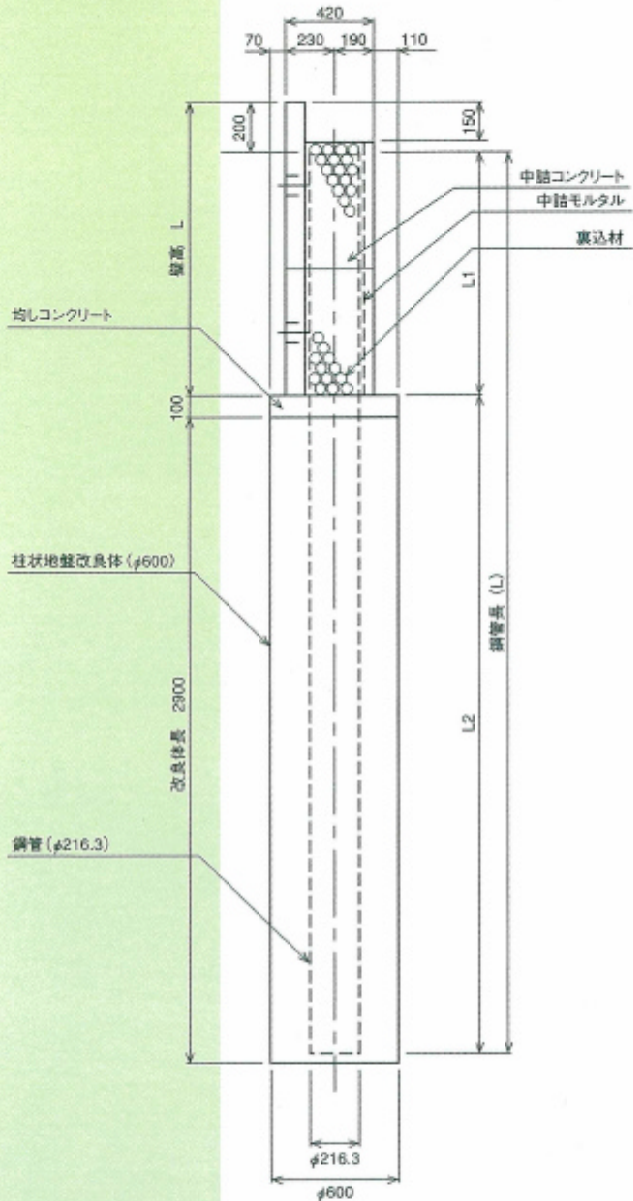 420
70
230
190
110
200
150
中詰コンクリート
中詰モルタル
裏込材
壁高 L
L1
均しコンクリート
100
柱状地盤改良体(φ600)
鋼管長 (L)
改良体長 2900
L2
鋼管(φ216.3)
φ216.3
φ600